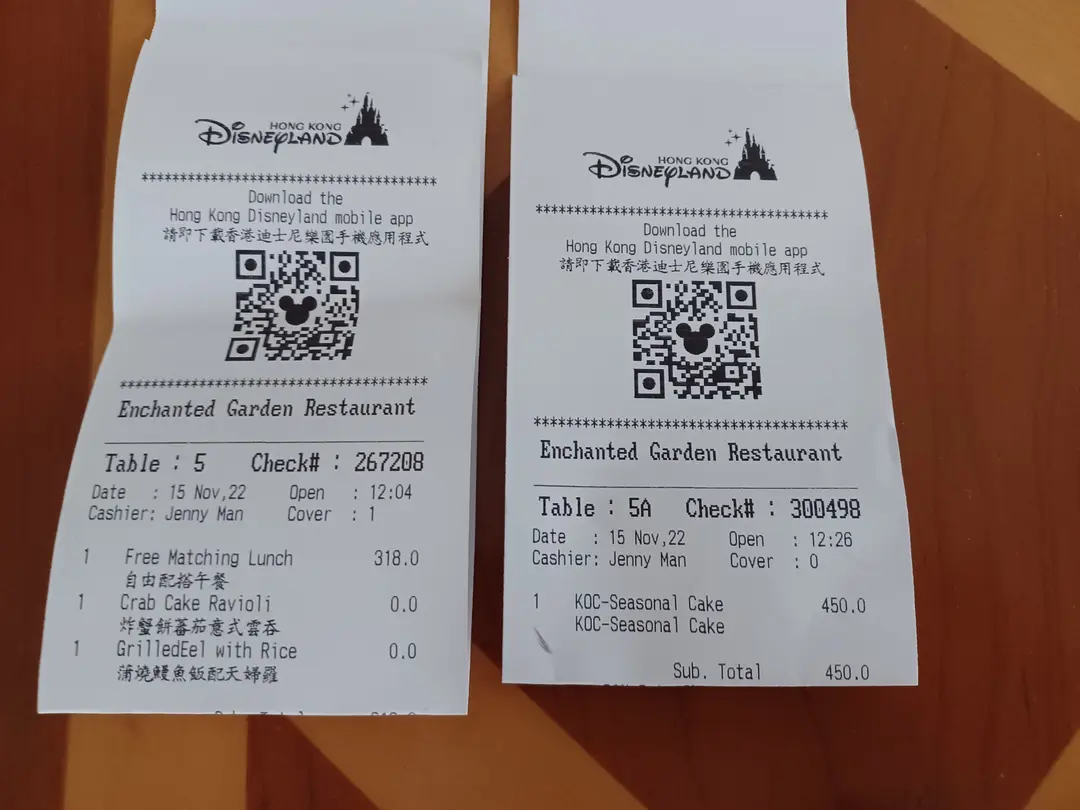 HONG KONG
DISNEYLAND
**************************************
Download the
Hong Kong Disneyland mobile app
請即下載香港迪士尼樂園手機應用程式
**************************************
Enchanted Garden Restaurant
Table : 5 Check# : 267208
Date : 15 Nov,22 Open : 12:04
Cashier: Jenny Man Cover : 1
1 Free Matching Lunch 318.0
自由配搭午餐
1 Crab Cake Ravioli 0.0
炸蟹餅蕃茄意式雲吞
1 GrilledEel with Rice 0.0
蒲燒鰻魚飯配天婦羅
HONG KONG
DISNEYLAND
**************************************
Download the
Hong Kong Disneyland mobile app
請即下載香港迪士尼樂園手機應用程式
**************************************
Enchanted Garden Restaurant
Table : 5A Check# : 300498
Date : 15 Nov,22 Open : 12:26
Cashier: Jenny Man Cover : 0
1 KOC-Seasonal Cake 450.0
KOC-Seasonal Cake
Sub. Total 450.0